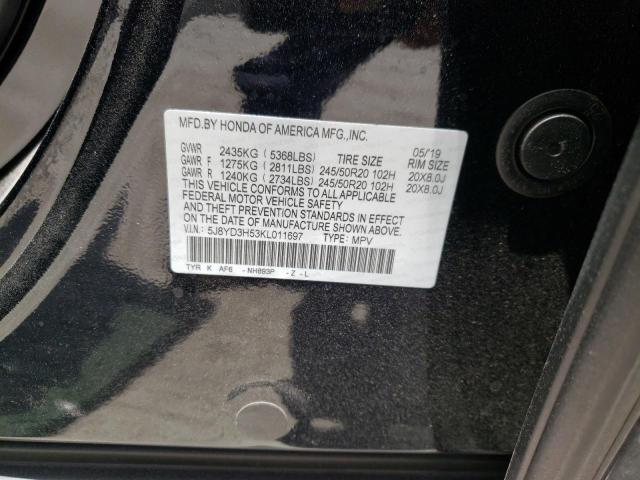 MFD.BY HONDA OF AMERICA MFG.,INC.
05/19
GVWR 2435KG ( 5368LBS) TIRE SIZE RIM SIZE
GAWR F 1275KG ( 2811LBS) 245/50R20 102H 20X8.0J
GAWR R 1240KG ( 2734LBS) 245/50R20 102H 20X8.0J
THIS VEHICLE CONFORMS TO ALL APPLICABLE
FEDERAL MOTOR VEHICLE SAFETY
AND THEFT PREVENTION STANDARDS IN EFFECT
ON THE DATE OF MANUFACTURE SHOWN ABOVE.
V.I.N.: 5J8YD3H53KL011697 TYPE: MPV
TYR K AF6 -NH893P -Z -L